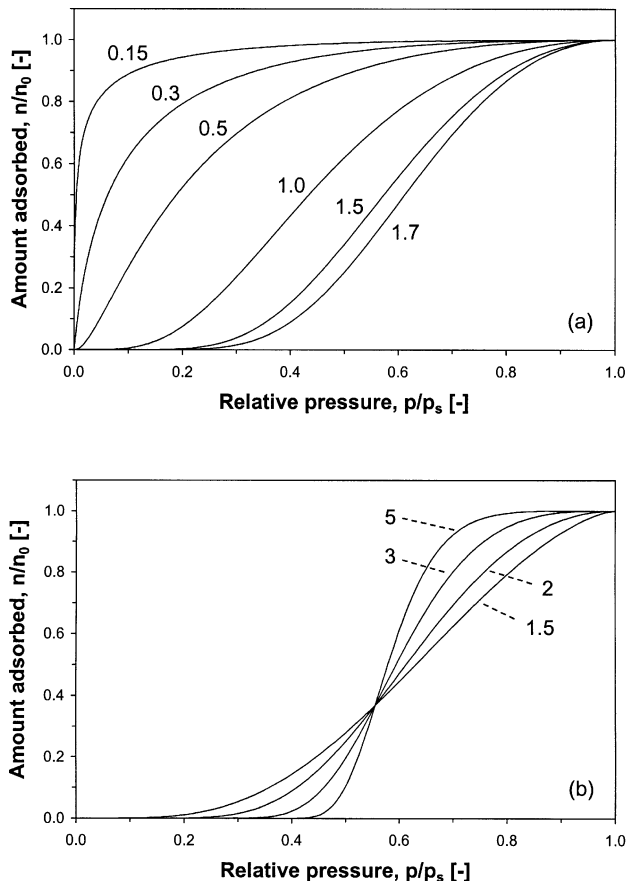 Amount adsorbed, n/n0 [-]
1.0
0.8
0.6
0.4
0.2
0.0
0.15
0.3
0.5
1.0
1.5
1.7
(a)
0.0 0.2 0.4 0.6 0.8 1.0
Relative pressure, p/ps [-]
Amount adsorbed, n/n0 [-]
1.0
0.8
0.6
0.4
0.2
0.0
5
3
2
1.5
(b)
0.0 0.2 0.4 0.6 0.8 1.0
Relative pressure, p/ps [-]